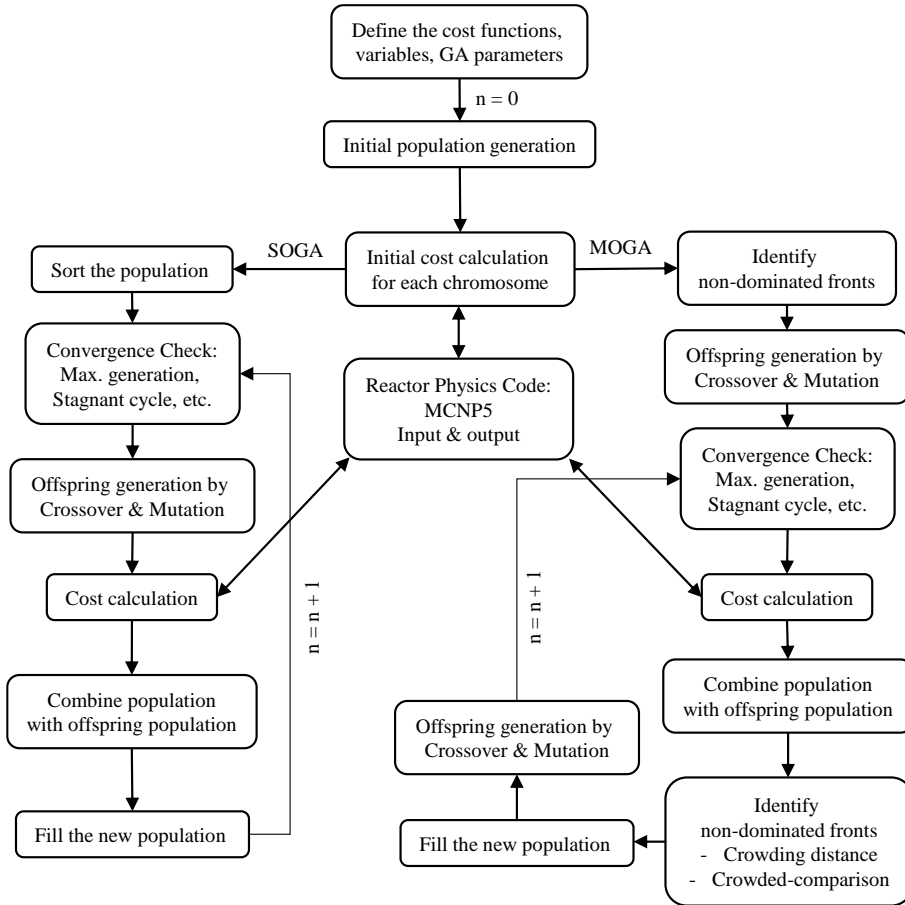 Define the cost functions,
variables, GA parameters
n = 0
Initial population generation
SOGA
Initial cost calculation
for each chromosome
MOGA
Sort the population
Convergence Check:
Max. generation,
Stagnant cycle, etc.
Offspring generation by
Crossover & Mutation
Cost calculation
Combine population
with offspring population
Fill the new population
n = n + 1
Reactor Physics Code:
MCNP5
Input & output
Identify
non-dominated fronts
Offspring generation by
Crossover & Mutation
Convergence Check:
Max. generation,
Stagnant cycle, etc.
Cost calculation
Combine population
with offspring population
Identify
non-dominated fronts
- Crowding distance
- Crowded-comparison
Fill the new population
Offspring generation by
Crossover & Mutation
n = n + 1